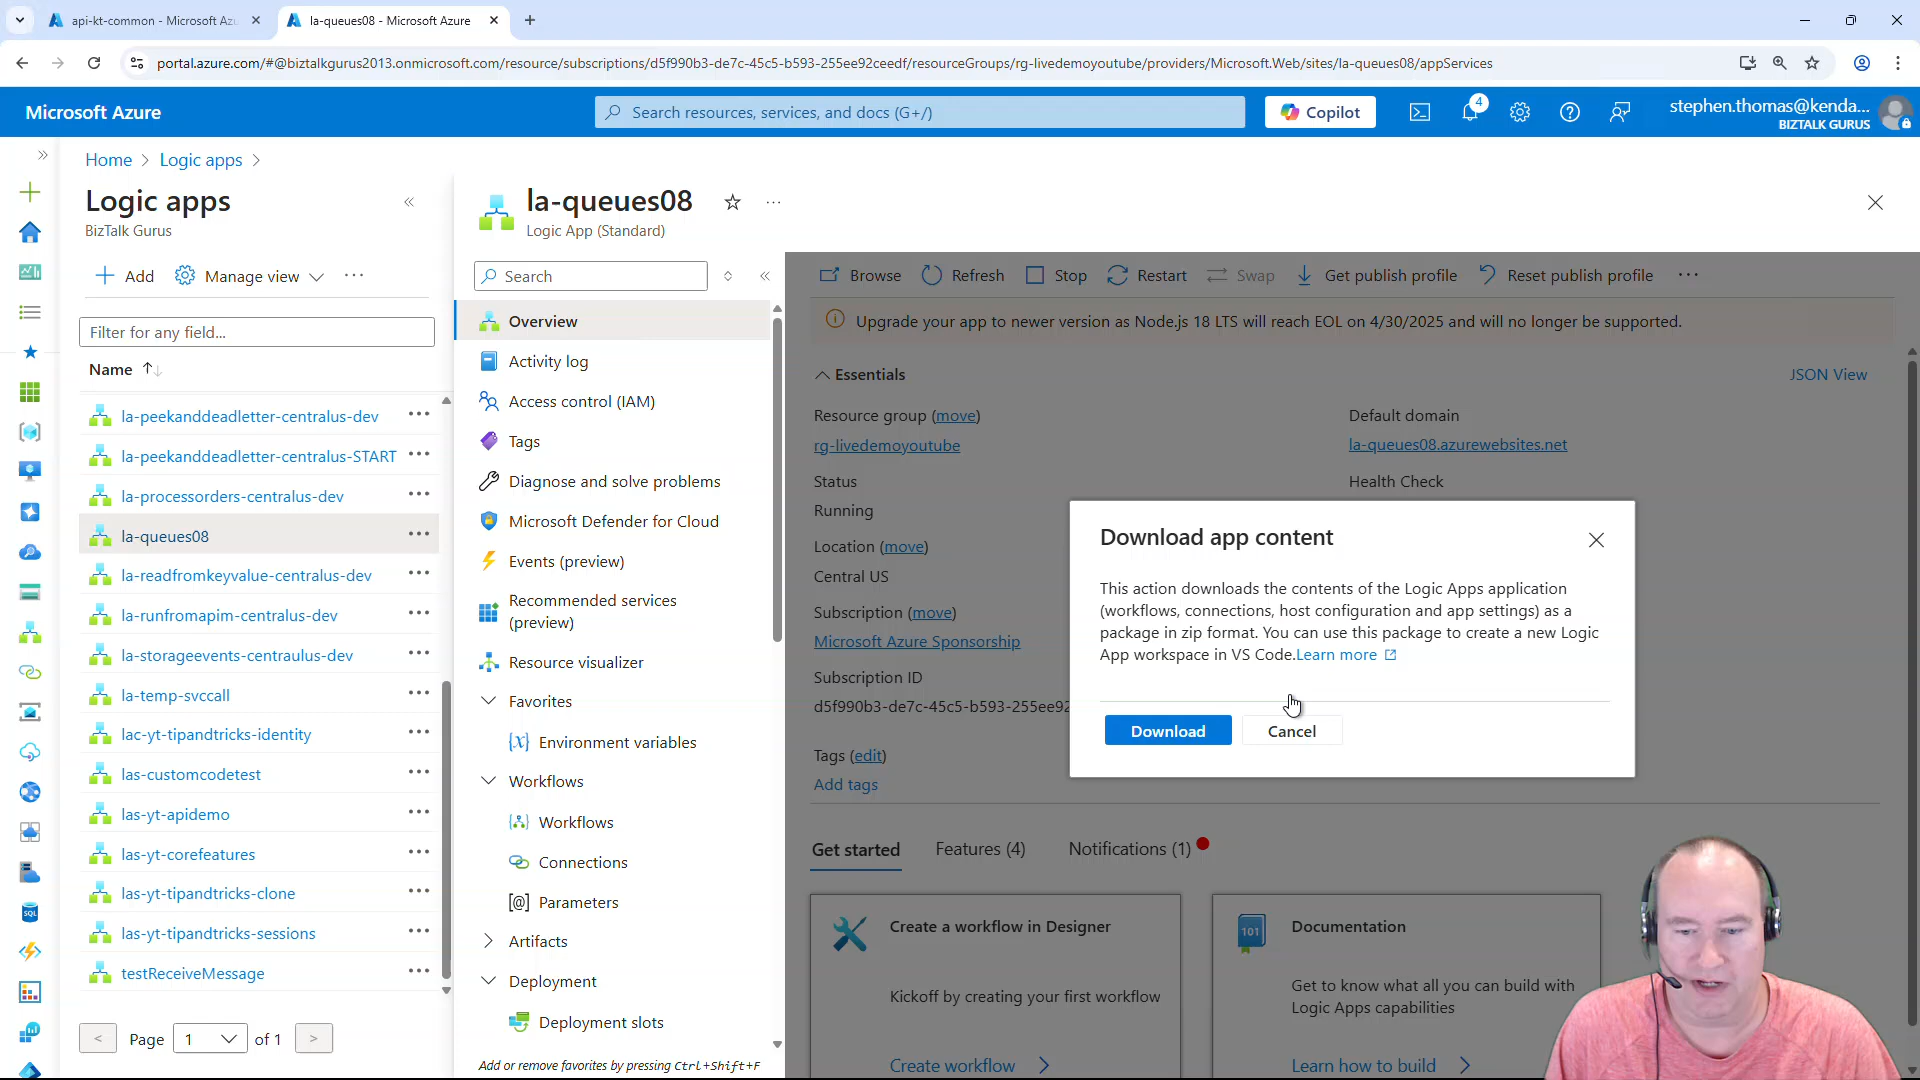 api-kt-common - Microsoft Az
la-queues08 - Microsoft Azure
portal.azure.com/#@biztalkgurus2013.onmicrosoft.com/resource/subscriptions/d5f990b3-de7c-45c5-b593-255ee92ceedf/resourceGroups/rg-livedemoyoutube/providers/Microsoft.Web/sites/la-queues08/appServices
Microsoft Azure
Search resources, services, and docs (G+/)
Copilot
4
stephen.thomas@kenda...
BIZTALK GURUS
Home > Logic apps >
Logic apps
BizTalk Gurus
Add
Manage view
Filter for any field...
Name
la-peekanddeadletter-centralus-dev
la-peekanddeadletter-centralus-START
la-processorders-centralus-dev
la-queues08
la-readfromkeyvalue-centralus-dev
la-runfromapim-centralus-dev
la-storageevents-centraulus-dev
la-temp-svccall
lac-yt-tipandtricks-identity
las-customcodetest
las-yt-apidemo
las-yt-corefeatures
las-yt-tipandtricks-clone
las-yt-tipandtricks-sessions
testReceiveMessage
< Page 1 of 1 >
la-queues08
Logic App (Standard)
Search
Overview
Activity log
Access control (IAM)
Tags
Diagnose and solve problems
Microsoft Defender for Cloud
Events (preview)
Recommended services
(preview)
Resource visualizer
Favorites
Environment variables
Workflows
Workflows
Connections
Parameters
Artifacts
Deployment
Deployment slots
Add or remove favorites by pressing Ctrl+Shift+F
Browse
Refresh
Stop
Restart
Swap
Get publish profile
Reset publish profile
Upgrade your app to newer version as Node.js 18 LTS will reach EOL on 4/30/2025 and will no longer be supported.
Essentials
JSON View
Resource group (move)
rg-livedemoyoutube
Status
Running
Location (move)
Central US
Subscription (move)
Microsoft Azure Sponsorship
Subscription ID
d5f990b3-de7c-45c5-b593-255ee92
Tags (edit)
Add tags
Default domain
la-queues08.azurewebsites.net
Health Check
Download app content
This action downloads the contents of the Logic Apps application
(workflows, connections, host configuration and app settings) as a
package in zip format. You can use this package to create a new Logic
App workspace in VS Code.Learn more
Download
Cancel
Get started
Features (4)
Notifications (1)
Create a workflow in Designer
Kickoff by creating your first workflow
Create workflow
101
Documentation
Get to know what all you can build with
Logic Apps capabilities
Learn how to build